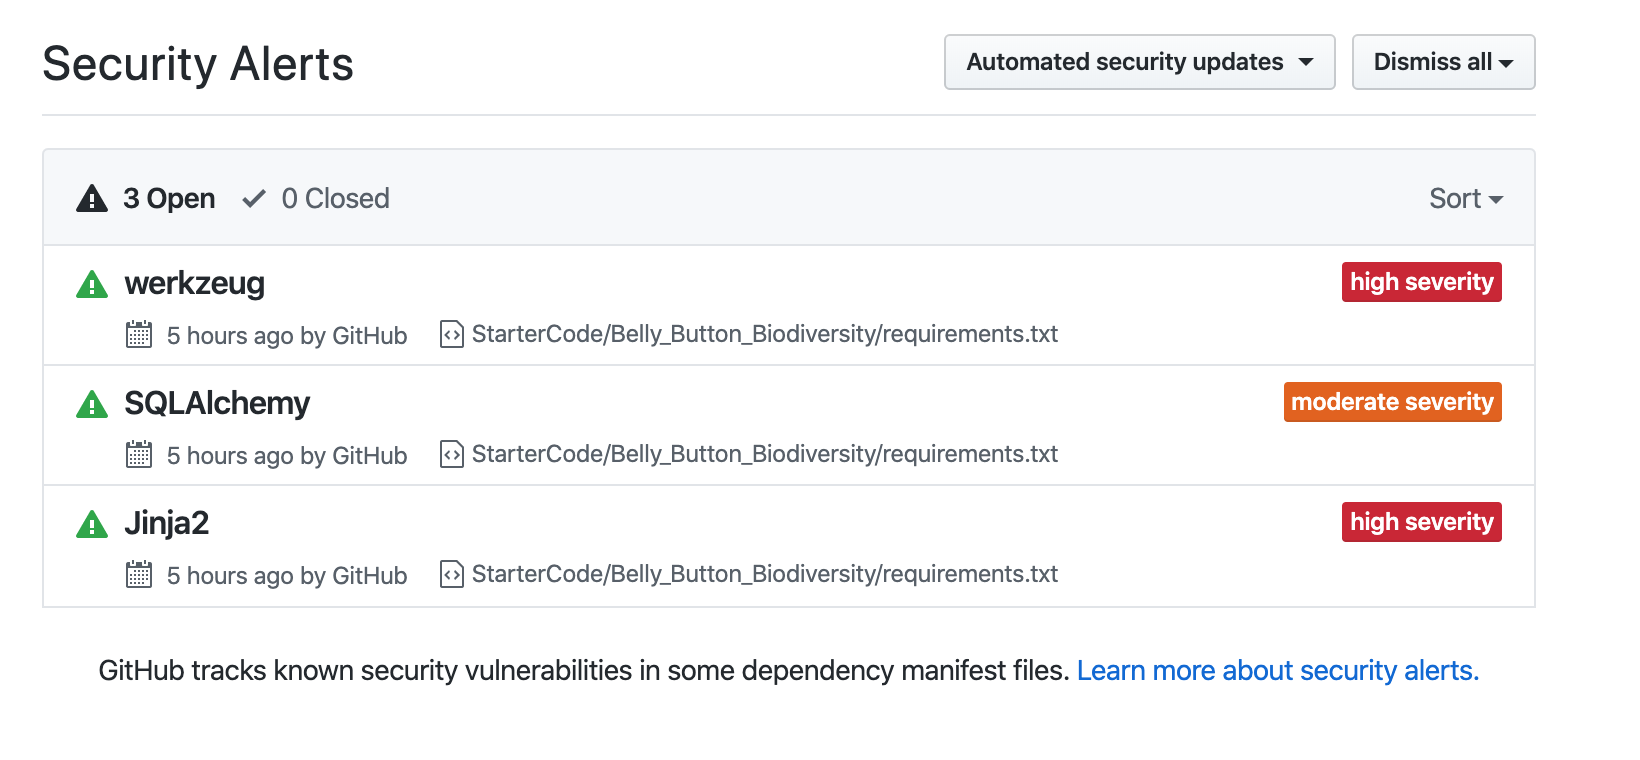 Security Alerts
Automated security updates
Dismiss all
3 Open
0 Closed
Sort
werkzeug
high severity
5 hours ago by GitHub
StarterCode/Belly_Button_Biodiversity/requirements.txt
SQLAlchemy
moderate severity
5 hours ago by GitHub
StarterCode/Belly_Button_Biodiversity/requirements.txt
Jinja2
high severity
5 hours ago by GitHub
StarterCode/Belly_Button_Biodiversity/requirements.txt
GitHub tracks known security vulnerabilities in some dependency manifest files. Learn more about security alerts.